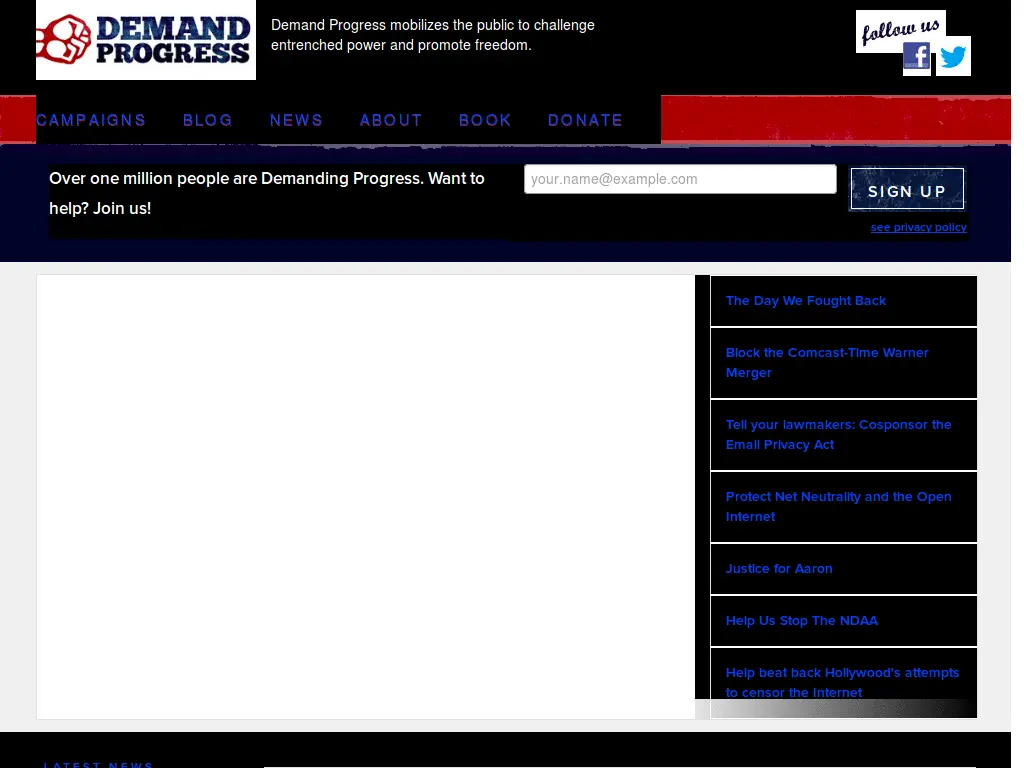 DEMAND
PROGRESS
Demand Progress mobilizes the public to challenge
entrenched power and promote freedom.
follow us
CAMPAIGNS BLOG NEWS ABOUT BOOK DONATE
Over one million people are Demanding Progress. Want to
help? Join us!
your.name@example.com
SIGN UP
see privacy policy
The Day We Fought Back
Block the Comcast-Time Warner
Merger
Tell your lawmakers: Cosponsor the
Email Privacy Act
Protect Net Neutrality and the Open
Internet
Justice for Aaron
Help Us Stop The NDAA
Help beat back Hollywood's attempts
to censor the Internet
LATEST NEWS